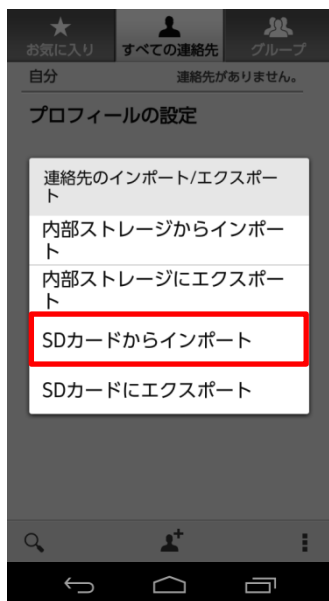 お気に入り
すべての連絡先
グループ
自分
連絡先がありません。
プロフィールの設定
連絡先のインポート/エクスポー
ト
内部ストレージからインポー
ト
内部ストレージにエクスポー
ト
SDカードからインポート
SDカードにエクスポート